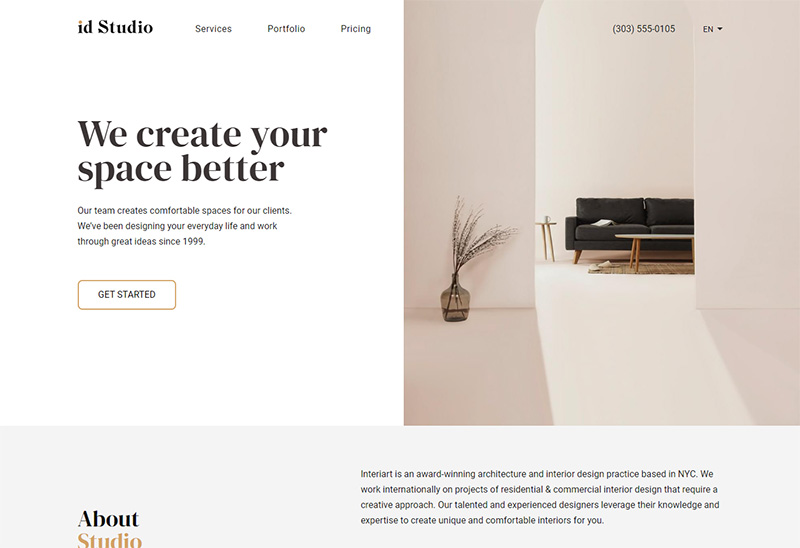 id Studio
Services
Portfolio
Pricing
(303) 555-0105
EN
We create your
space better
Our team creates comfortable spaces for our clients.
We've been designing your everyday life and work
through great ideas since 1999.
GET STARTED
Interiart is an award-winning architecture and interior design practice based in NYC. We
work internationally on projects of residential & commercial interior design that require a
creative approach. Our talented and experienced designers leverage their knowledge and
expertise to create unique and comfortable interiors for you.
About
Studio